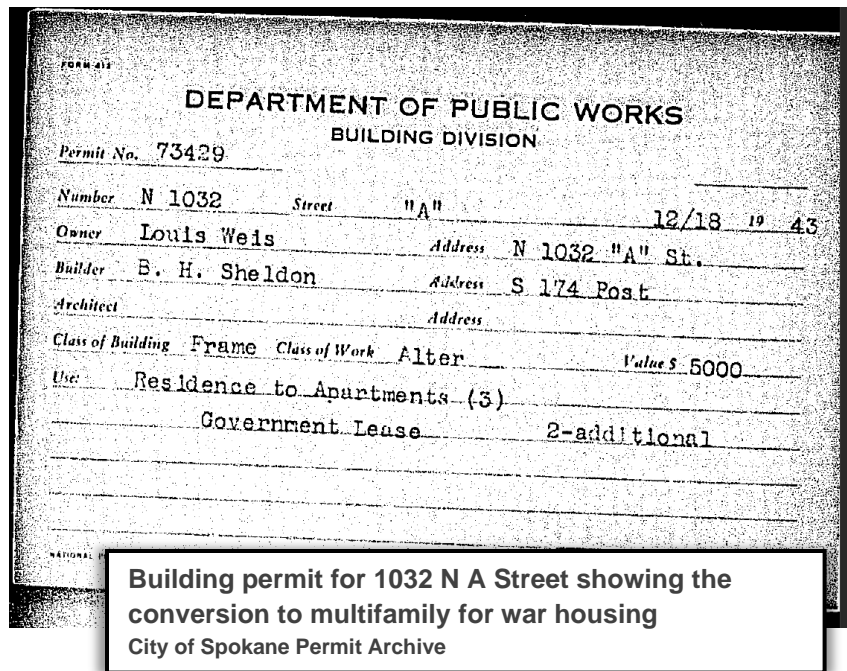 FORM 413
DEPARTMENT OF PUBLIC WORKS
BUILDING DIVISION
Permit No. 73429
Number N 1032 Street "A" 12/18 19 43
Owner Louis Weis Address N 1032 "A" St.
Builder B. H. Sheldon Address S 174 Post
Architect Address
Class of Building Frame Class of Work Alter Value $ 5000
Use: Residence to Apartments (3)
Government Lease 2-additional
NATIONAL
Building permit for 1032 N A Street showing the
conversion to multifamily for war housing
City of Spokane Permit Archive